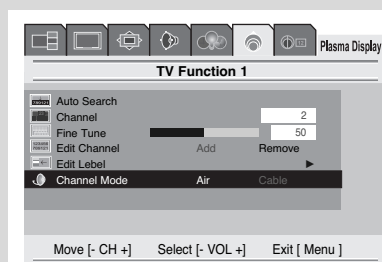 Plasma Display
TV Function 1
Auto Search
Channel 2
Fine Tune 50
Edit Channel Add Remove
Edit Lebel
Channel Mode Air Cable
Move [- CH +] Select [- VOL +] Exit [ Menu ]